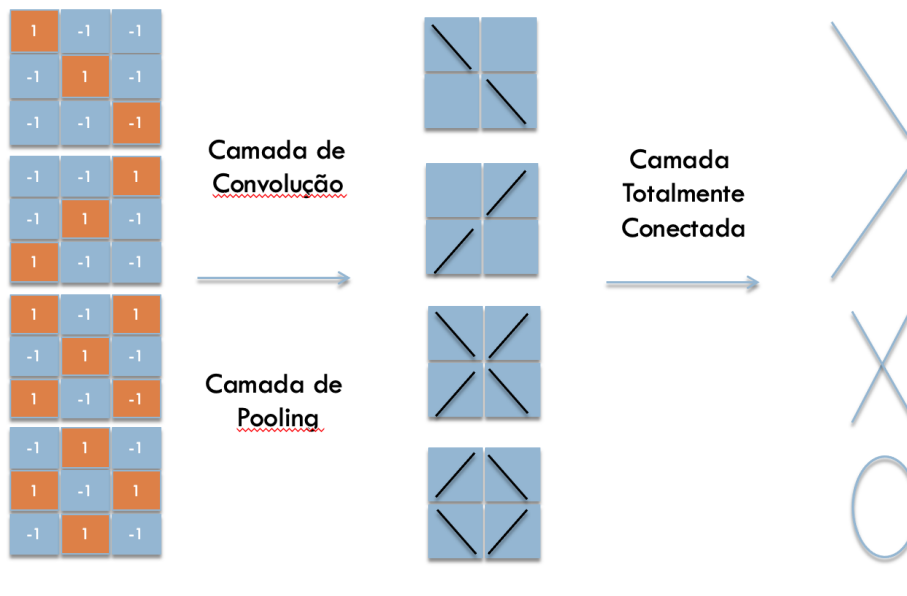 1 -1 -1
-1 1 -1
-1 -1 -1
-1 -1 1
-1 1 -1
1 -1 -1
1 -1 1
-1 1 -1
1 -1 -1
-1 1 -1
1 -1 1
-1 1 -1
Camada de
Convolução
Camada de
Pooling
Camada
Totalmente
Conectada